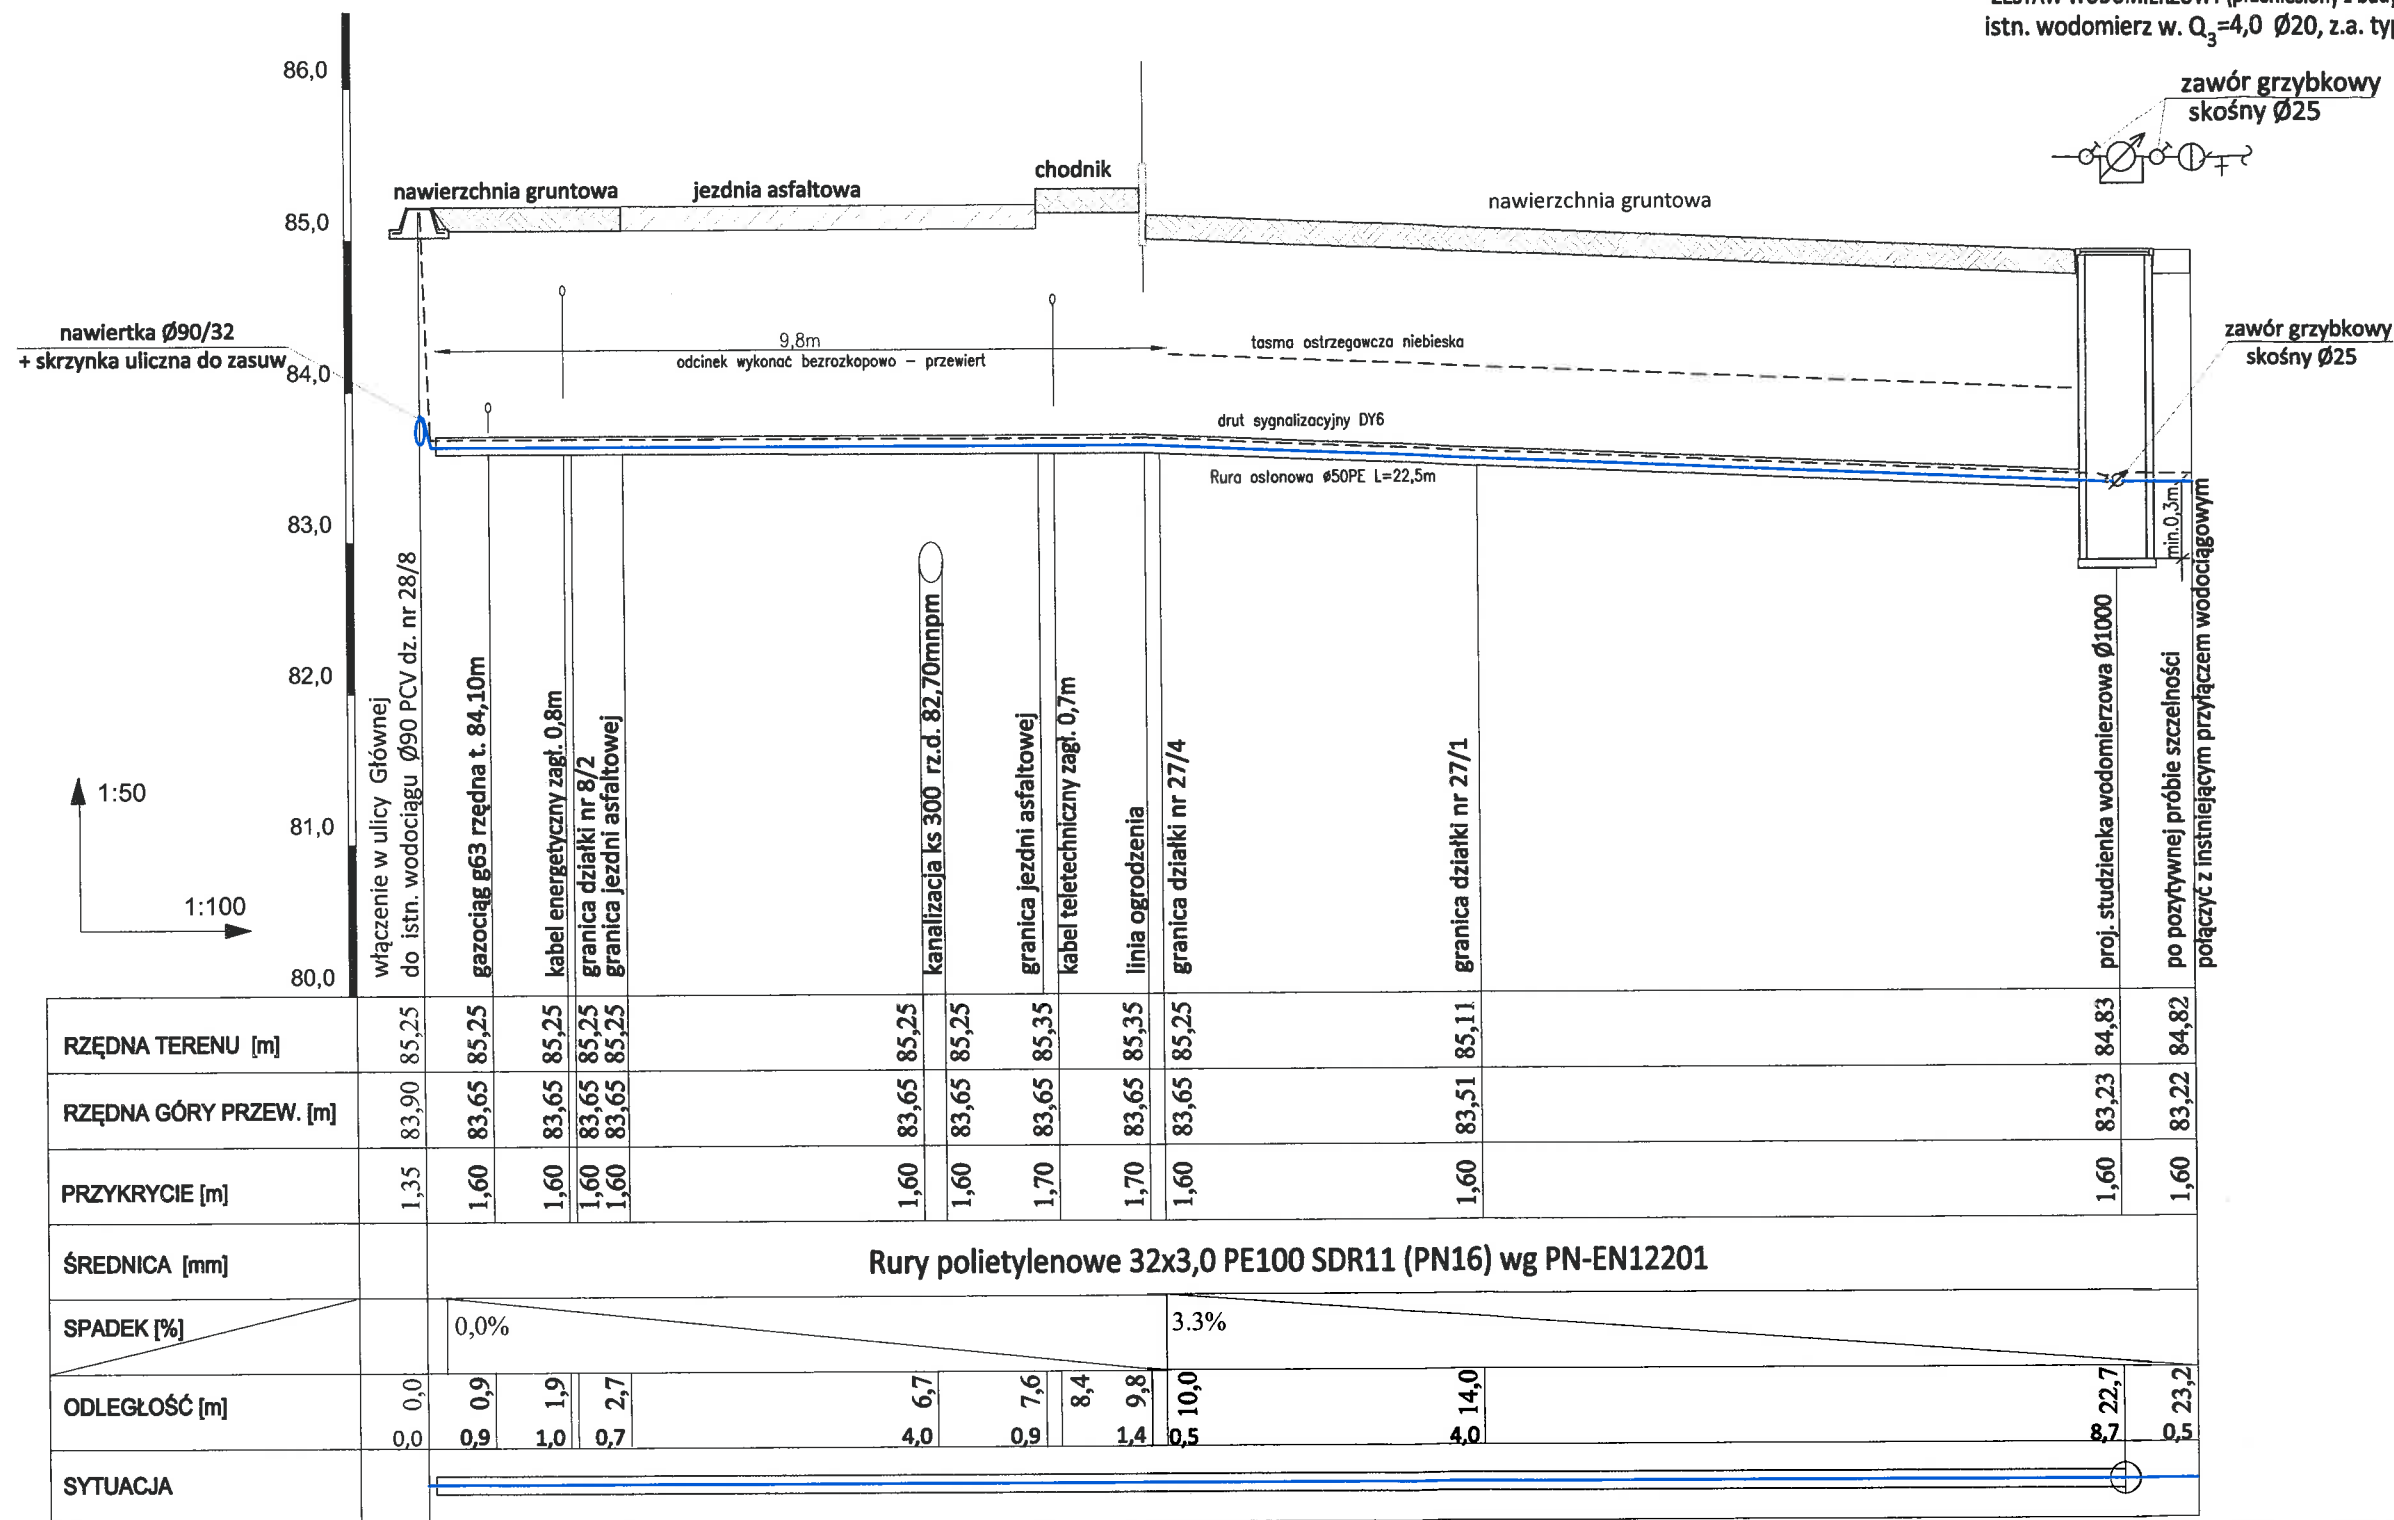 istn. wodomierz w. Q3=4,0 Ø20, z.a.
zawór grzybkowy
skośny Ø25
86,0
85,0
84,0
83,0
82,0
81,0
80,0
nawierzchnia gruntowa
jezdnia asfaltowa
chodnik
nawierzchnia gruntowa
nawiertka Ø90/32
+ skrzynka uliczna do zasuw
9,8m
odcinek wykonać bezrozkopowo – przewiert
tasma ostrzegawcza niebieska
zawór grzybkowy
skośny Ø25
drut sygnalizacyjny DY6
Rura osłonowa ø50PE L=22,5m
min.0,3m
1:50
1:100
włączenie w ulicy Głównej
do istn. wodociągu Ø90 PCV dz. nr 28/8
gazociąg g63 rzędna t. 84,10m
kabel energetyczny zagł. 0,8m
granica działki nr 8/2
granica jezdni asfaltowej
kanalizacja ks 300 rz.d. 82,70mnpm
granica jezdni asfaltowej
kabel teletechniczny zagł. 0,7m
linia ogrodzenia
granica działki nr 27/4
granica działki nr 27/1
proj. studzienka wodomierzowa Ø1000
po pozytywnej próbie szczelności
połączyć z instniejącym przyłączem wodociągowym
RZĘDNA TERENU [m] 85,25 85,25 85,25 85,25 85,25 85,25 85,25 85,35 85,35 85,25 85,11 84,83 84,82
RZĘDNA GÓRY PRZEW. [m] 83,90 83,65 83,65 83,65 83,65 83,65 83,65 83,65 83,65 83,65 83,51 83,23 83,22
PRZYKRYCIE [m] 1,35 1,60 1,60 1,60 1,60 1,60 1,60 1,70 1,70 1,60 1,60 1,60 1,60
ŚREDNICA [mm] Rury polietylenowe 32x3,0 PE100 SDR11 (PN16) wg PN-EN12201
SPADEK [%] 0,0% 3.3%
ODLEGŁOŚĆ [m] 0,0 0,9 1,9 2,7 6,7 7,6 8,4 9,8 10,0 14,0 22,7 23,2
0,0 0,9 1,0 0,7 4,0 0,9 1,4 0,5 4,0 8,7 0,5
SYTUACJA